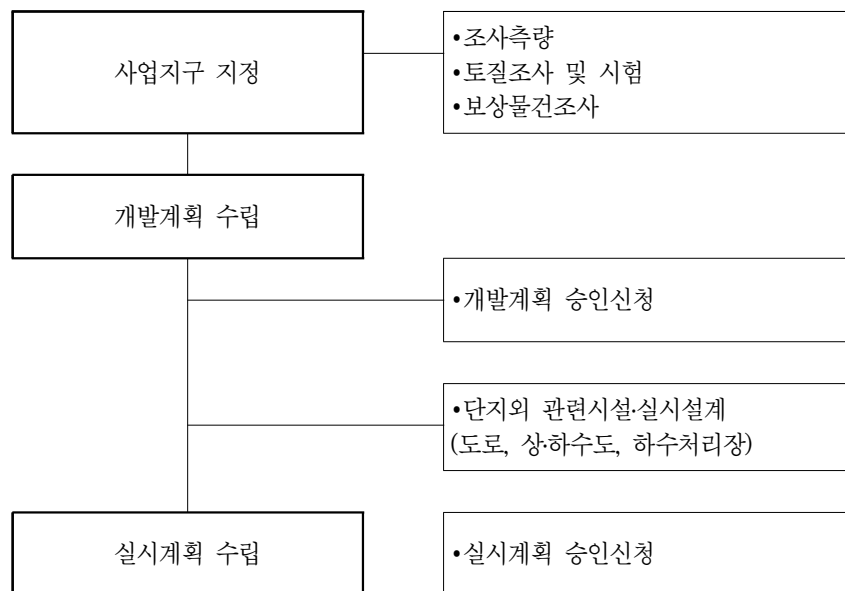 사업지구 지정
•조사측량
•토질조사 및 시험
•보상물건조사
개발계획 수립
•개발계획 승인신청
•단지외 관련시설·실시설계
(도로, 상·하수도, 하수처리장)
실시계획 수립
•실시계획 승인신청